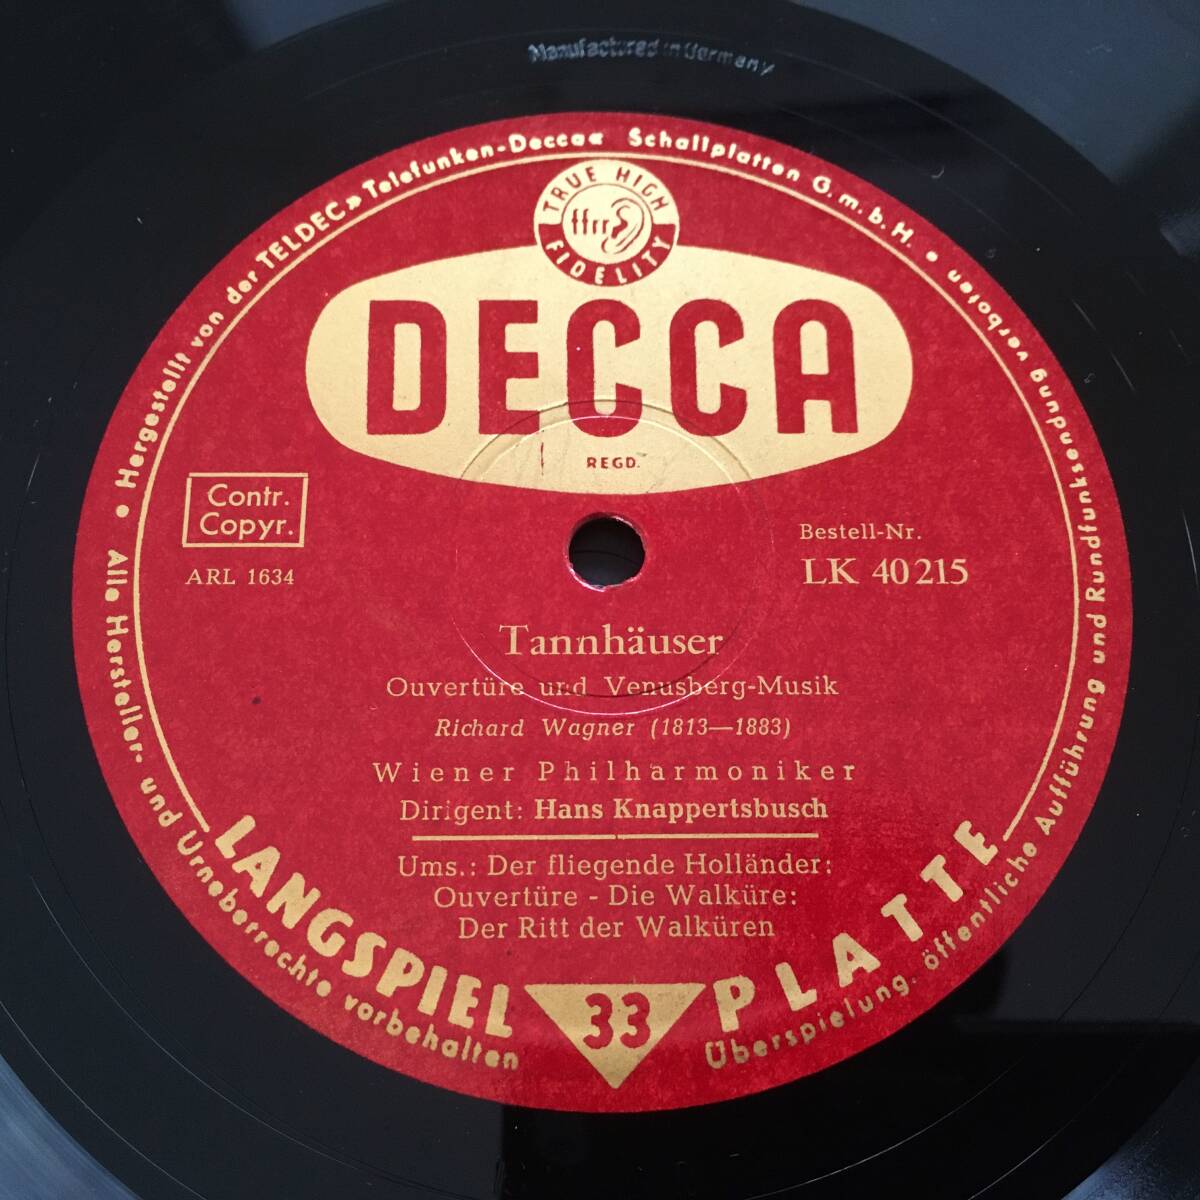 Manufactured in Germany
• Hergestellt von der TELDEC »Telefunken-Decca« Schallplatten G.m.b.H. •
TRUE HIGH
ffrr
FIDELITY
DECCA
REGD.
Contr.
Copyr.
ARL 1634
Bestell-Nr.
LK 40215
Tannhäuser
Ouvertüre und Venusberg-Musik
Richard Wagner (1813—1883)
Wiener Philharmoniker
Dirigent: Hans Knappertsbusch
Ums.: Der fliegende Holländer:
Ouvertüre - Die Walküre:
Der Ritt der Walküren
LANGSPIEL 33 PLATTE
Alle Hersteller- und Urheberrechte vorbehalten
Überspielung, öffentliche Aufführung und Rundfunksendung verboten